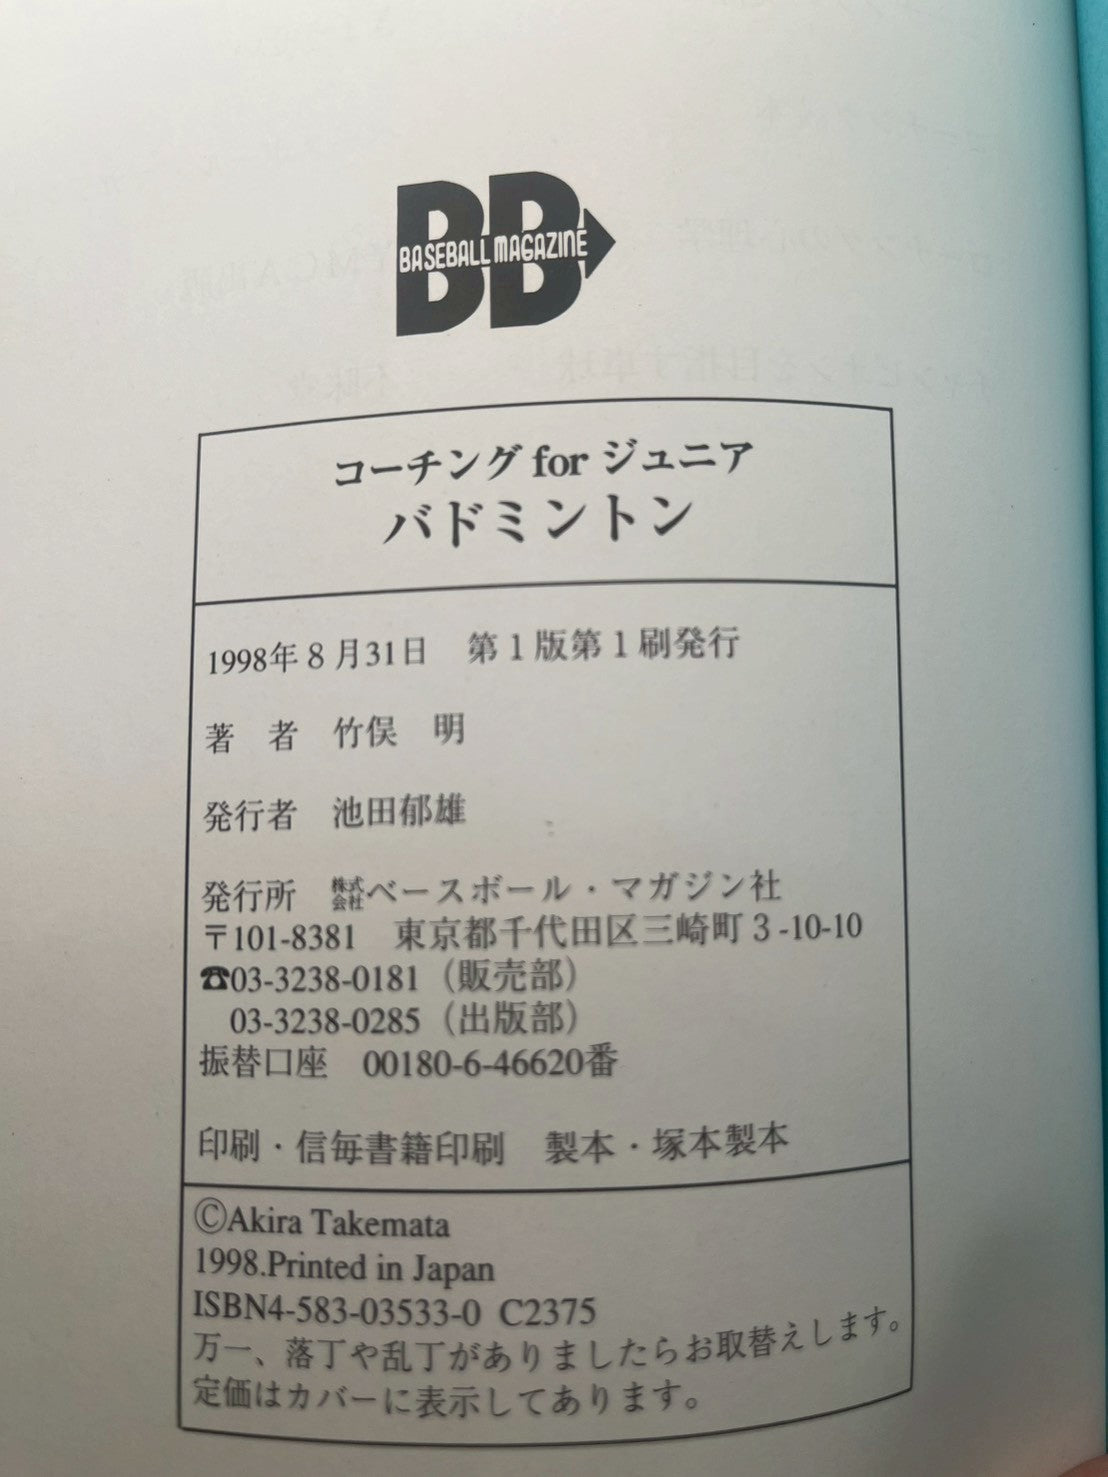 BASEBALL MAGAZINE
コーチング for ジュニア
バドミントン
1998年8月31日　第1版第1刷発行
著　者　竹俣　明
発行者　池田郁雄
発行所　株式会社ベースボール・マガジン社
〒101-8381　東京都千代田区三崎町3-10-10
☎03-3238-0181（販売部）
03-3238-0285（出版部）
振替口座　00180-6-46620番
印刷・信毎書籍印刷　製本・塚本製本
©Akira Takemata
1998.Printed in Japan
ISBN4-583-03533-0 C2375
万一、落丁や乱丁がありましたらお取替えします。
定価はカバーに表示してあります。